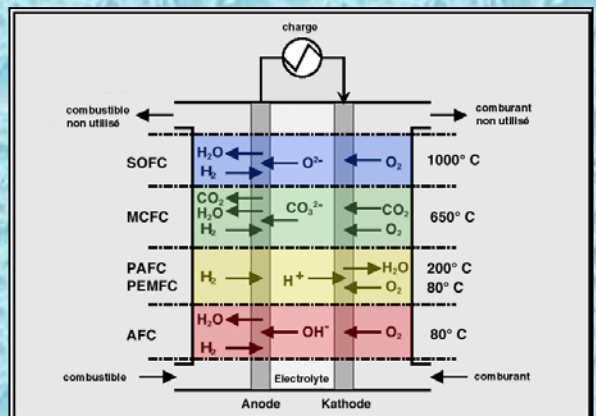 charge
combustible
non utilisé
comburant
non utilisé
SOFC
H₂O
H₂
O²⁻
O₂
1000° C
MCFC
CO₂
H₂O
H₂
CO₃²⁻
CO₂
O₂
650° C
PAFC
PEMFC
H₂
H⁺
H₂O
O₂
200° C
80° C
AFC
H₂O
H₂
OH⁻
O₂
80° C
combustible
Electrolyte
comburant
Anode
Kathode